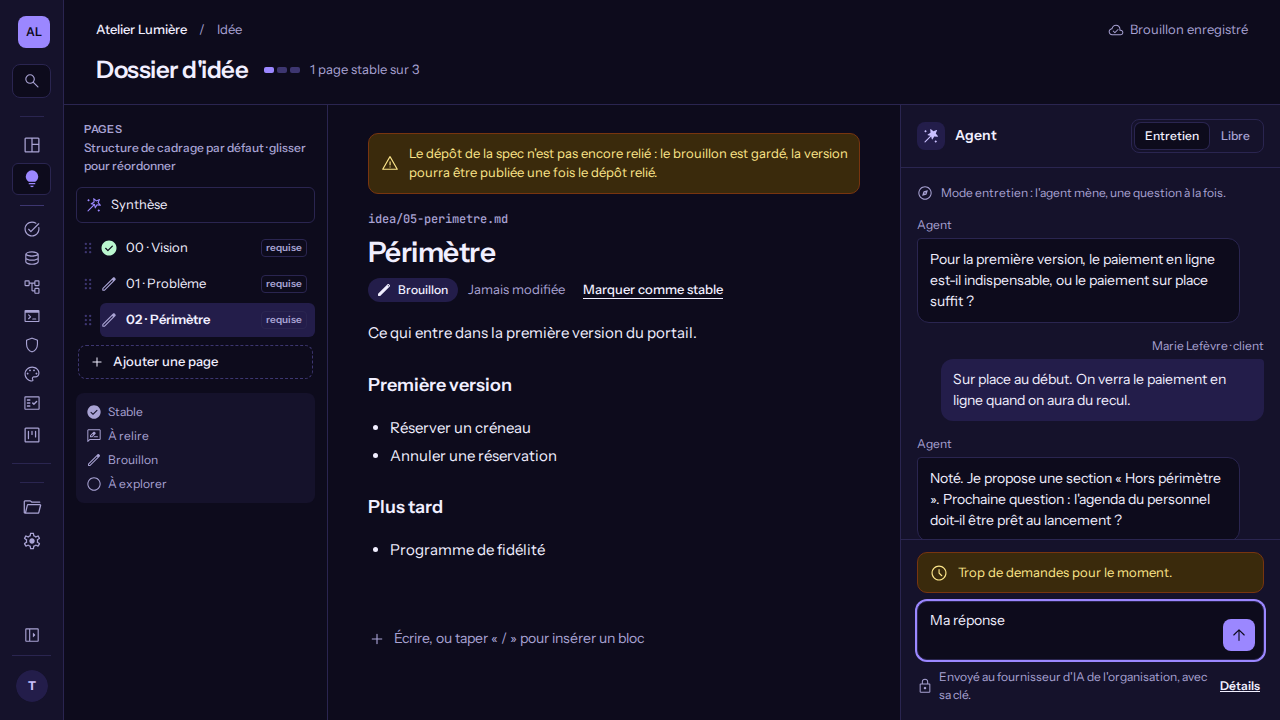 AL
Atelier Lumière / Idée
Brouillon enregistré
Dossier d'idée
1 page stable sur 3
PAGES
Structure de cadrage par défaut · glisser
pour réordonner
Synthèse
00 · Vision requise
01 · Problème requise
02 · Périmètre requise
Ajouter une page
Stable
À relire
Brouillon
À explorer
T
Le dépôt de la spec n'est pas encore relié : le brouillon est gardé, la version
pourra être publiée une fois le dépôt relié.
idea/05-perimetre.md
Périmètre
Brouillon Jamais modifiée Marquer comme stable
Ce qui entre dans la première version du portail.
Première version
Réserver un créneau
Annuler une réservation
Plus tard
Programme de fidélité
Écrire, ou taper « / » pour insérer un bloc
Agent
Entretien Libre
Mode entretien : l'agent mène, une question à la fois.
Agent
Pour la première version, le paiement en ligne
est-il indispensable, ou le paiement sur place
suffit ?
Marie Lefèvre · client
Sur place au début. On verra le paiement en
ligne quand on aura du recul.
Agent
Noté. Je propose une section « Hors périmètre
». Prochaine question : l'agenda du personnel
doit-il être prêt au lancement ?
Trop de demandes pour le moment.
Ma réponse
Envoyé au fournisseur d'IA de l'organisation, avec
sa clé.
Détails